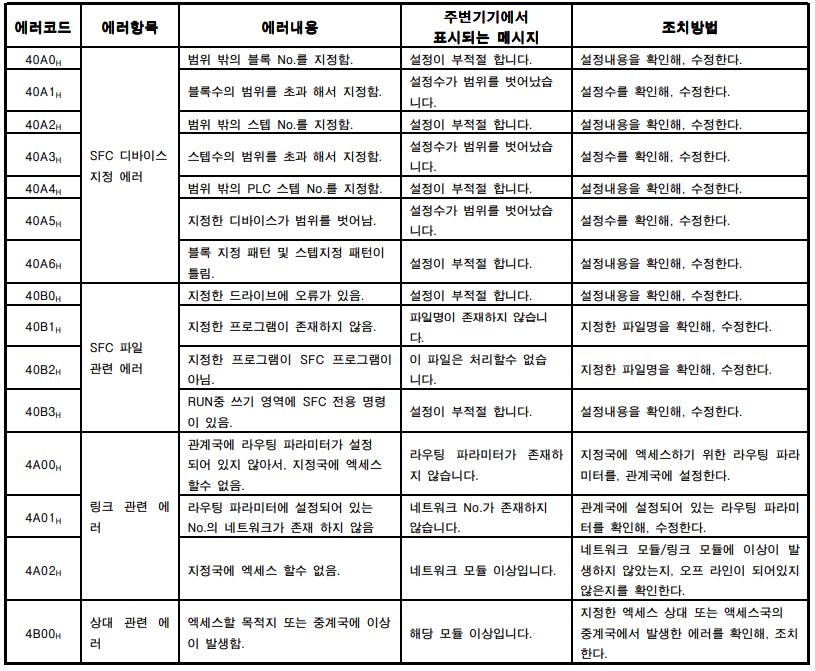 에러코드
에러항목
에러내용
주변기기에서
표시되는 메시지
조치방법
40A0H
SFC 디바이스
지정 에러
범위 밖의 블록 No.를 지정함.
설정이 부적절 합니다.
설정내용을 확인해, 수정한다.
40A1H
블록수의 범위를 초과 해서 지정함.
설정수가 범위를 벗어났습
니다.
설정수를 확인해, 수정한다.
40A2H
범위 밖의 스텝 No.를 지정함.
설정이 부적절 합니다.
설정내용을 확인해, 수정한다.
40A3H
스텝수의 범위를 초과 해서 지정함.
설정수가 범위를 벗어났습
니다.
설정수를 확인해, 수정한다.
40A4H
범위 밖의 PLC 스텝 No.를 지정함.
설정이 부적절 합니다.
설정내용을 확인해, 수정한다.
40A5H
지정한 디바이스가 범위를 벗어남.
설정수가 범위를 벗어났습
니다.
설정수를 확인해, 수정한다.
40A6H
블록 지정 패턴 및 스텝지정 패턴이
틀림.
설정이 부적절 합니다.
설정내용을 확인해, 수정한다.
40B0H
SFC 파일
관련 에러
지정한 드라이브에 오류가 있음.
설정이 부적절 합니다.
설정내용을 확인해, 수정한다.
40B1H
지정한 프로그램이 존재하지 않음.
파일명이 존재하지 않습니
다.
지정한 파일명을 확인해, 수정한다.
40B2H
지정한 프로그램이 SFC 프로그램이
아님.
이 파일은 처리할수 없습
니다.
지정한 파일명을 확인해, 수정한다.
40B3H
RUN중 쓰기 영역에 SFC 전용 명령
이 있음.
설정이 부적절 합니다.
설정내용을 확인해, 수정한다.
4A00H
링크 관련 에
러
관계국에 라우팅 파라미터가 설정
되어 있지 않아서, 지정국에 엑세스
할수 없음.
라우팅 파라미터가 존재하
지 않습니다.
지정국에 엑세스하기 위한 라우팅 파라
미터를, 관계국에 설정한다.
4A01H
라우팅 파라미터에 설정되어 있는
No.의 네트워크가 존재 하지 않음
네트워크 No.가 존재하지
않습니다.
관계국에 설정되어 있는 라우팅 파라미
터를 확인해, 수정한다.
4A02H
지정국에 엑세스 할수 없음.
네트워크 모듈 이상입니다.
네트워크 모듈/링크 모듈에 이상이 발
생하지 않았는지, 오프 라인이 되어있지
않은지를 확인한다.
4B00H
상대 관련 에
러
엑세스할 목적지 또는 중계국에 이상
이 발생함.
해당 모듈 이상입니다.
지정한 엑세스 상대 또는 액세스국의
중계국에서 발생한 에러를 확인해, 조치
한다.